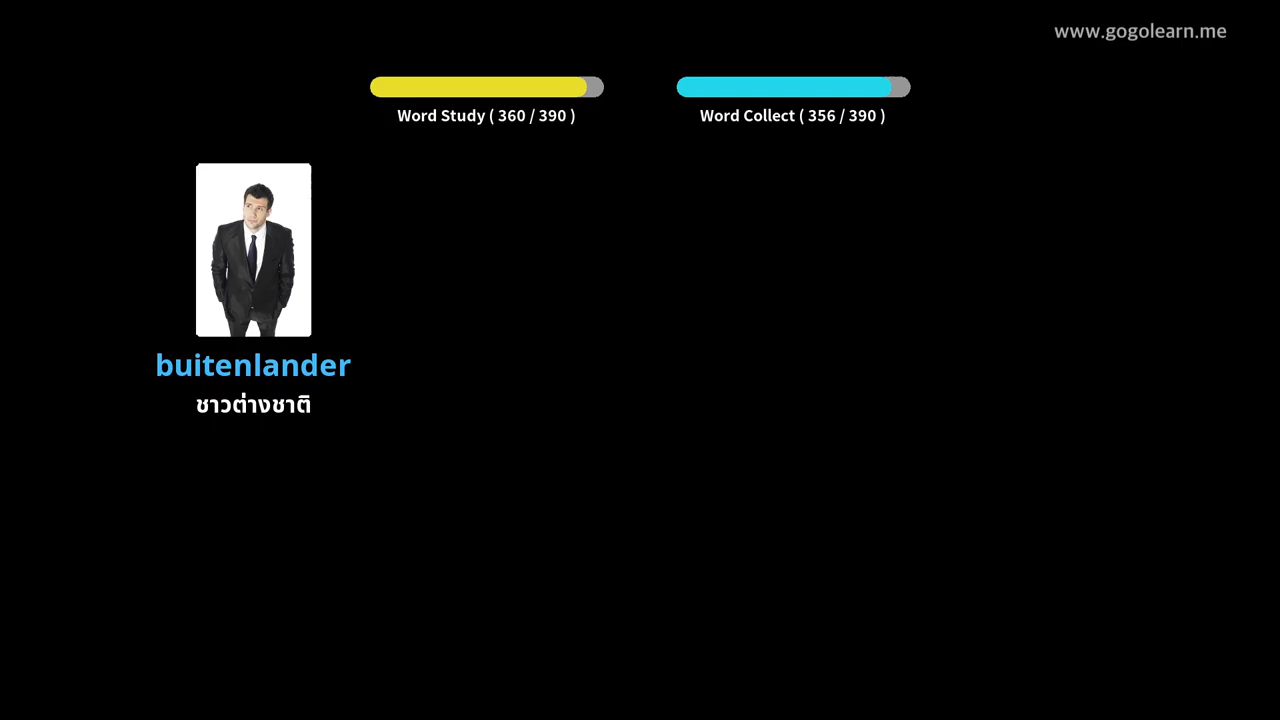 www.gogolearn.me
Word Study ( 360 / 390 )
Word Collect ( 356 / 390 )
buitenlander
ชาวต่างชาติ